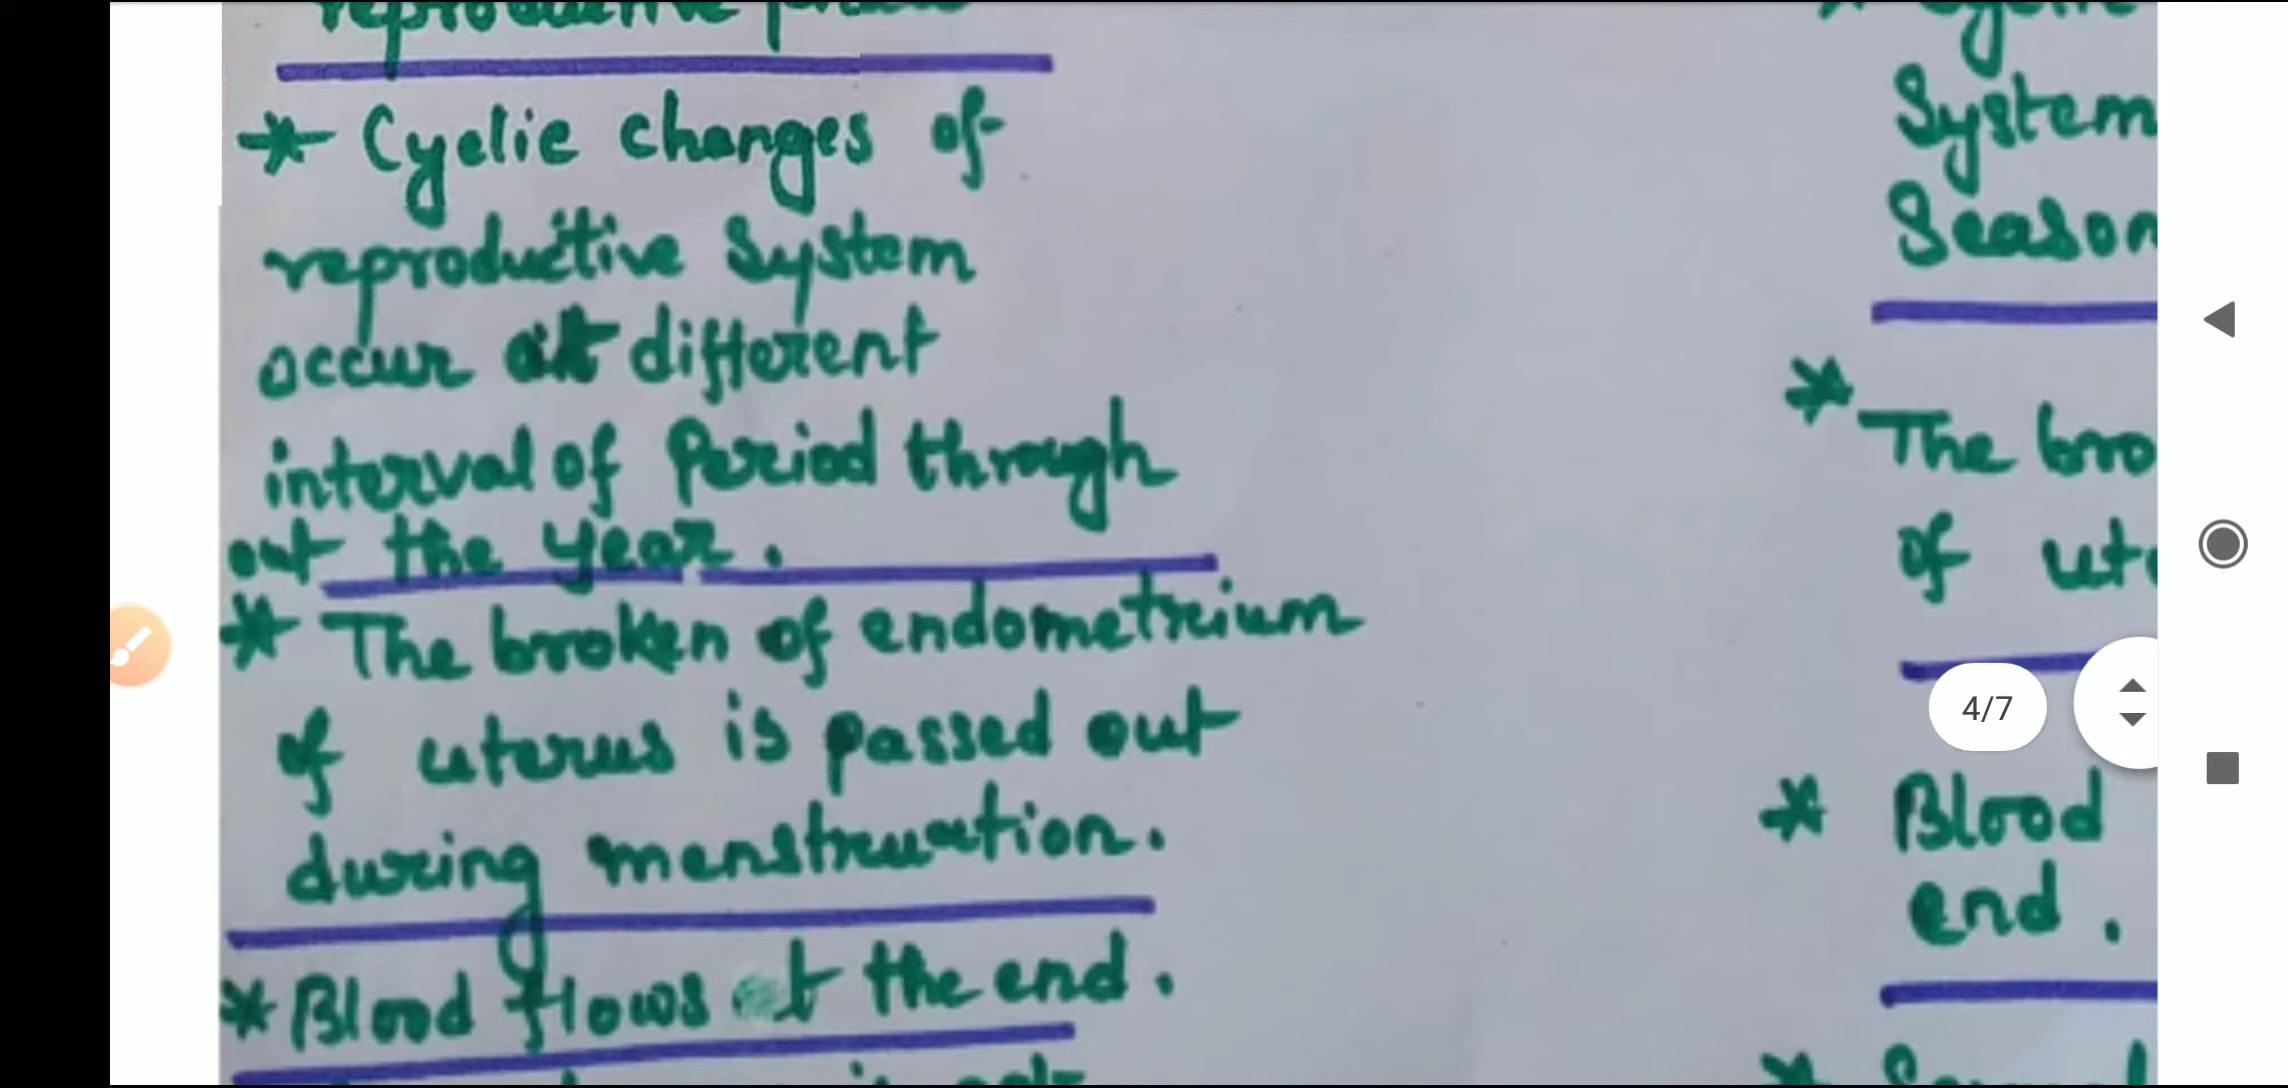 reproductive phase
* Cyclic changes of
reproductive system
occur at different
interval of Period through
out the year.
* The broken of endometrium
of uterus is passed out
during menstruation.
* Blood flows at the end.
System
Season
* The bro
of ute
* Blood
end.
4/7